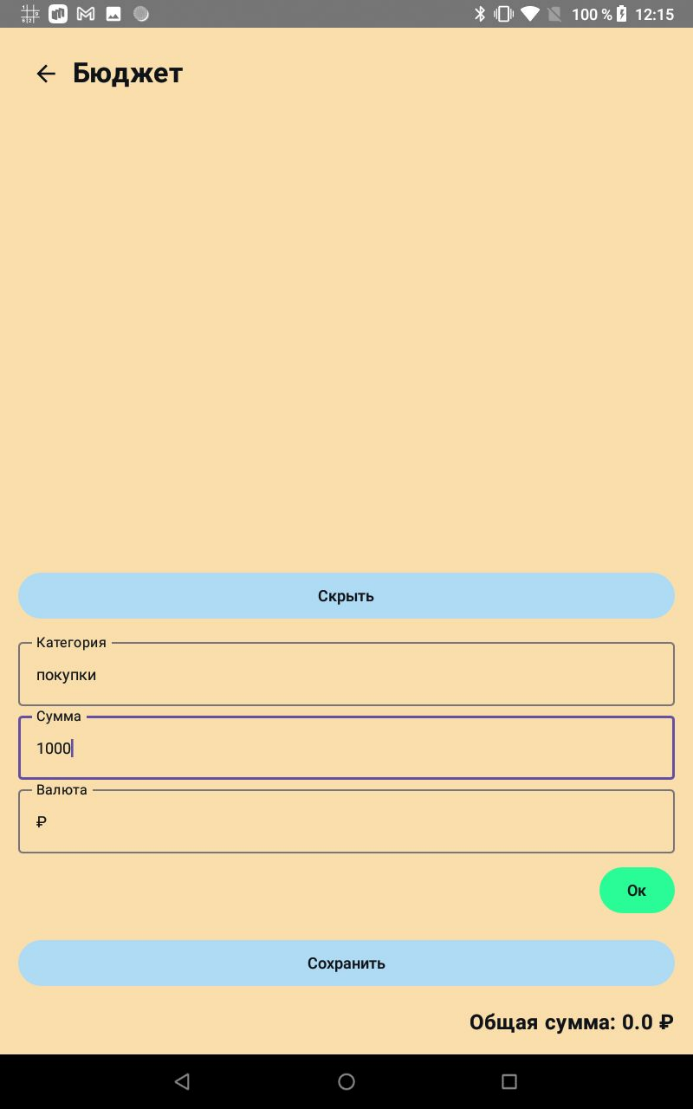 100 % 12:15
Бюджет
Скрыть
Категория
покупки
Сумма
1000
Валюта
₽
Ок
Сохранить
Общая сумма: 0.0 ₽